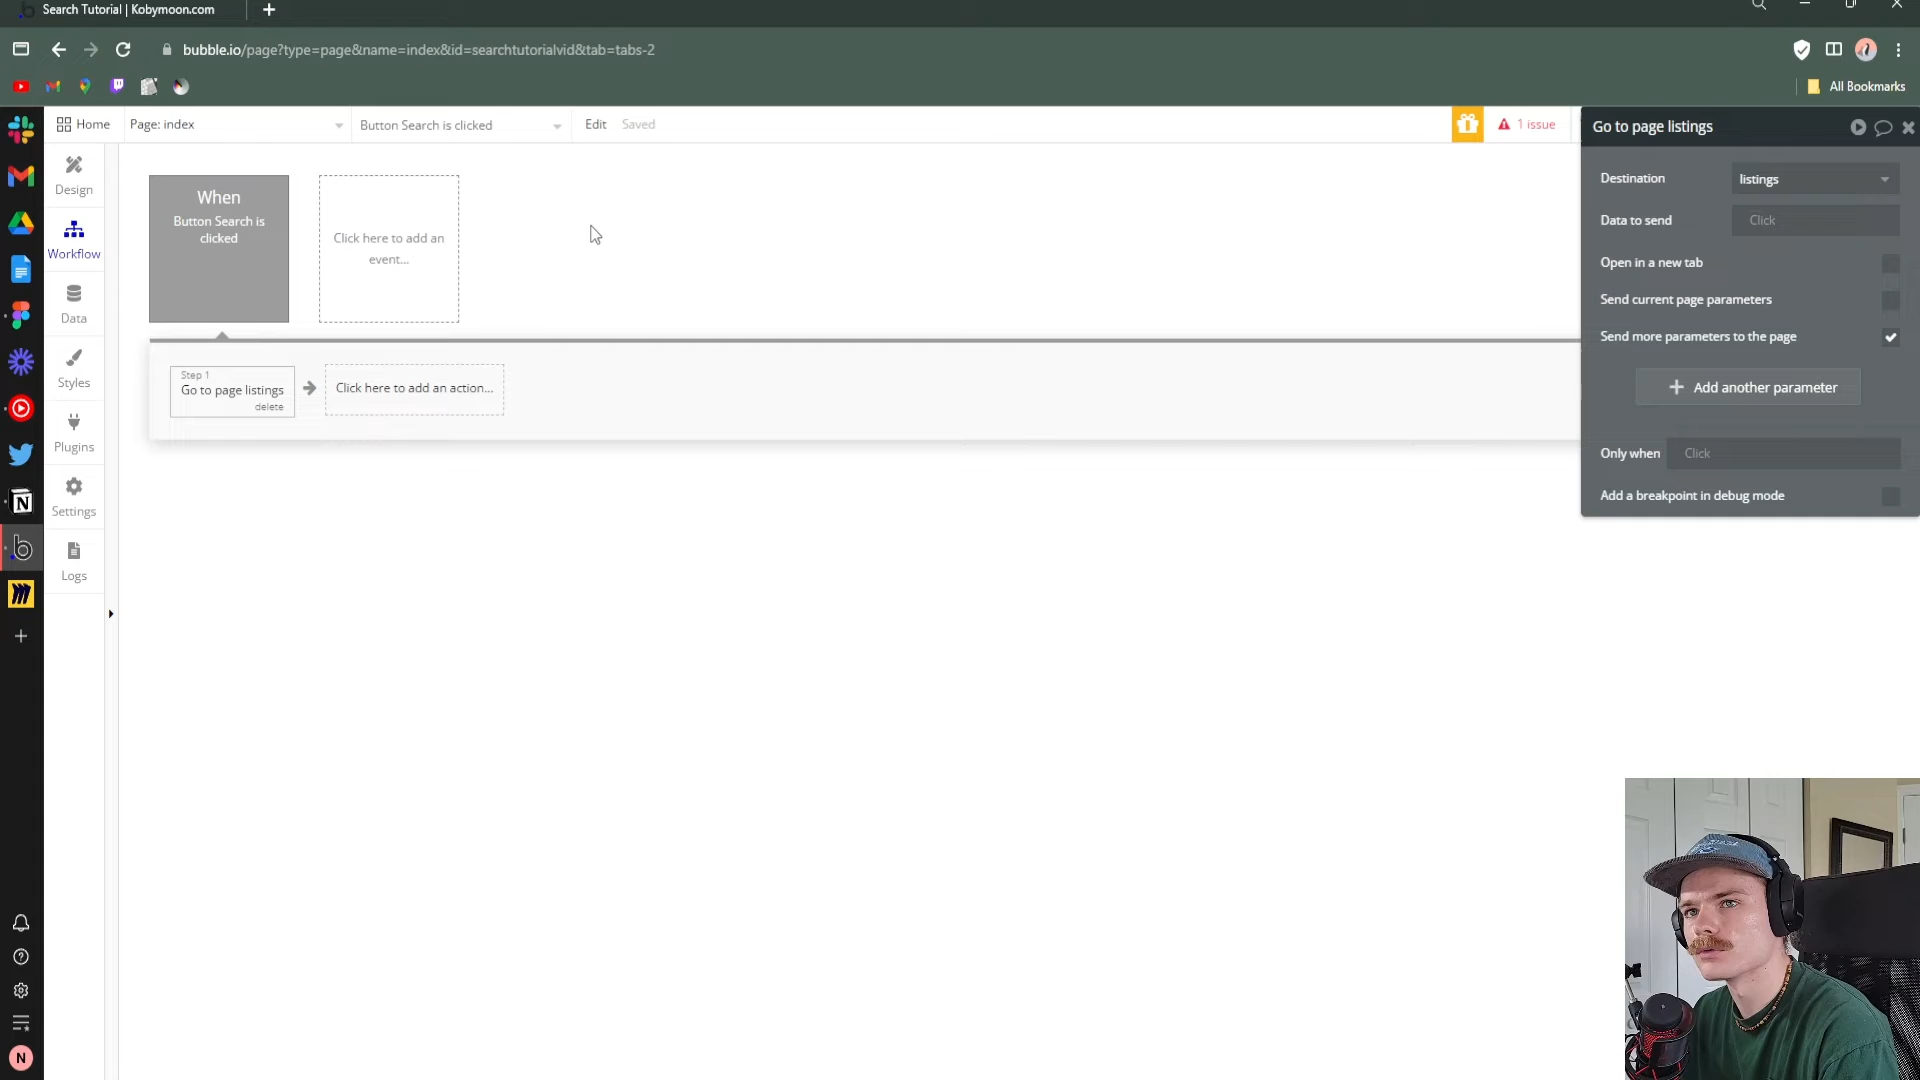 Search Tutorial | Kobymoon.com
bubble.io/page?type=page&name=index&id=searchtutorialvid&tab=tabs-2
All Bookmarks
Home
Page: index
Button Search is clicked
Edit
Saved
1 issue
Design
Workflow
Data
Styles
Plugins
Settings
Logs
When
Button Search is
clicked
Click here to add an
event...
Step 1
Go to page listings
delete
Click here to add an action...
Go to page listings
Destination
listings
Data to send
Click
Open in a new tab
Send current page parameters
Send more parameters to the page
Add another parameter
Only when
Click
Add a breakpoint in debug mode
N